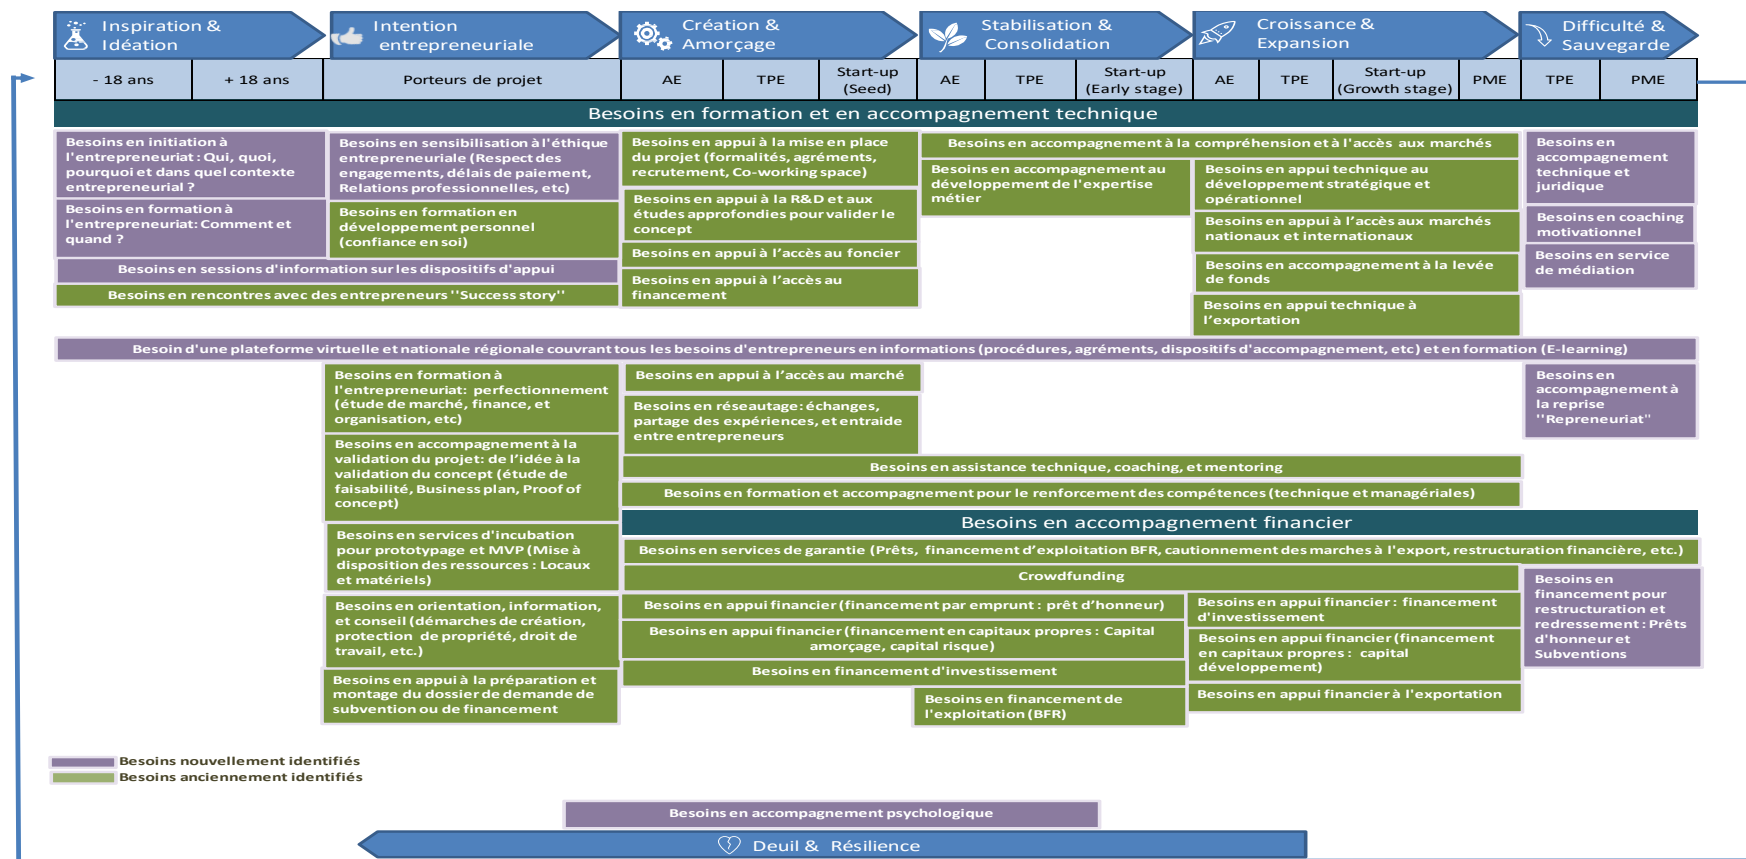 Inspiration &
Idéation
Intention
entrepreneuriale
Création &
Amorçage
Stabilisation &
Consolidation
Croissance &
Expansion
Difficulté &
Sauvegarde
- 18 ans
+ 18 ans
Porteurs de projet
AE
TPE
Start-up
(Seed)
AE
TPE
Start-up
(Early stage)
AE
TPE
Start-up
(Growth stage)
PME
TPE
PME
Besoins en formation et en accompagnement technique
Besoins en initiation à
l'entrepreneuriat : Qui, quoi,
pourquoi et dans quel contexte
entrepreneurial ?
Besoins en formation à
l'entrepreneuriat: Comment et
quand ?
Besoins en sensibilisation à l'éthique
entrepreneuriale (Respect des
engagements, délais de paiement,
Relations professionnelles, etc)
Besoins en formation en
développement personnel
(confiance en soi)
Besoins en sessions d'information sur les dispositifs d'appui
Besoins en rencontres avec des entrepreneurs ''Success story''
Besoins en appui à la mise en place
du projet (formalités, agréments,
recrutement, Co-working space)
Besoins en appui à la R&D et aux
études approfondies pour valider le
concept
Besoins en appui à l’accès au foncier
Besoins en appui à l’accès au
financement
Besoins en accompagnement à la compréhension et à l'accès aux marchés
Besoins en accompagnement au
développement de l'expertise
métier
Besoins en appui technique au
développement stratégique et
opérationnel
Besoins en appui à l’accès aux marchés
nationaux et internationaux
Besoins en accompagnement à la levée
de fonds
Besoins en appui technique à
l’exportation
Besoins en
accompagnement
technique et
juridique
Besoins en coaching
motivationnel
Besoins en service
de médiation
Besoin d'une plateforme virtuelle et nationale régionale couvrant tous les besoins d'entrepreneurs en informations (procédures, agréments, dispositifs d'accompagnement, etc) et en formation (E-learning)
Besoins en formation à
l'entrepreneuriat:  perfectionnement
(étude de marché, finance, et
organisation, etc)
Besoins en accompagnement à la
validation du projet: de l’idée à la
validation du concept (étude de
faisabilité, Business plan, Proof of
concept)
Besoins en services d'incubation
pour prototypage et MVP (Mise à
disposition des ressources : Locaux
et matériels)
Besoins en orientation, information,
et conseil (démarches de création,
protection  de propriété, droit de
travail, etc.)
Besoins en appui à la préparation et
montage du dossier de demande de
subvention ou de financement
Besoins en appui à l’accès au marché
Besoins en réseautage: échanges,
partage des expériences, et entraide
entre entrepreneurs
Besoins en
accompagnement à
la reprise
''Repreneuriat"
Besoins en assistance technique, coaching, et mentoring
Besoins en formation et accompagnement pour le renforcement des compétences (technique et managériales)
Besoins en accompagnement financier
Besoins en services de garantie (Prêts,  financement d’exploitation BFR, cautionnement des marches à l'export, restructuration financière, etc.)
Crowdfunding
Besoins en appui financier (financement par emprunt : prêt d’honneur)
Besoins en appui financier (financement en capitaux propres : Capital
amorçage, capital risque)
Besoins en financement d'investissement
Besoins en financement de
l'exploitation (BFR)
Besoins en appui financier : financement
d'investissement
Besoins en appui financier (financement
en capitaux propres :  capital
développement)
Besoins en appui financier à l'exportation
Besoins en
financement pour
restructuration et
redressement : Prêts
d'honneur et
Subventions
Besoins nouvellement identifiés
Besoins anciennement identifiés
Besoins en accompagnement psychologique
Deuil &  Résilience